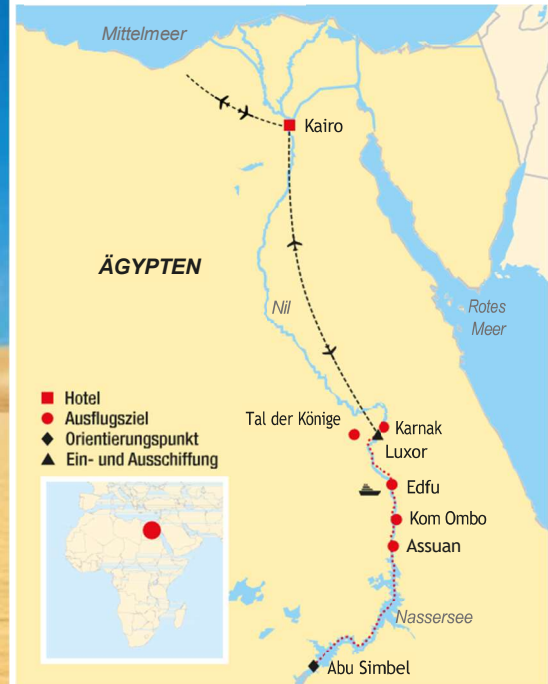 Mittelmeer
Kairo
ÄGYPTEN
Nil
Rotes
Meer
Hotel
Ausflugsziel
Orientierungspunkt
Ein- und Ausschiffung
Tal der Könige
Karnak
Luxor
Edfu
Kom Ombo
Assuan
Nassersee
Abu Simbel